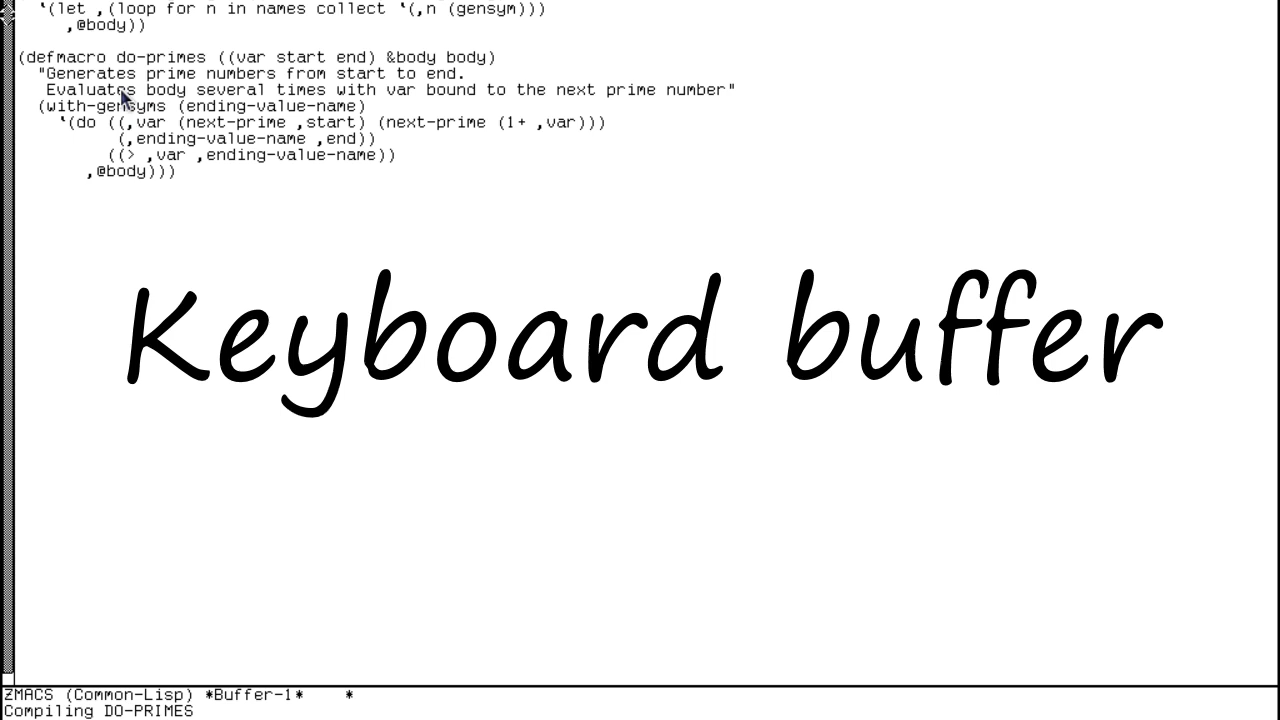 `(let ,(loop for n in names collect `(,n (gensym)))
,@body))
(defmacro do-primes ((var start end) &body body)
"Generates prime numbers from start to end.
Evaluates body several times with var bound to the next prime number"
(with-gensyms (ending-value-name)
`(do ((,var (next-prime ,start) (next-prime (1+ ,var)))
(,ending-value-name ,end))
((> ,var ,ending-value-name))
,@body)))
Keyboard buffer
ZMACS (Common-Lisp) *Buffer-1* *
Compiling DO-PRIMES